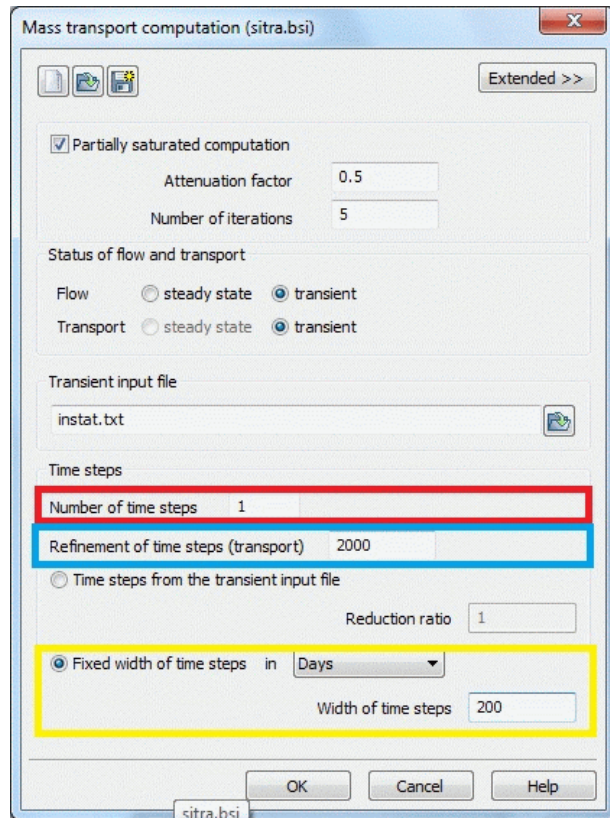 Mass transport computation (sitra.bsi)
Extended >>
Partially saturated computation
Attenuation factor 0.5
Number of iterations 5
Status of flow and transport
Flow steady state transient
Transport steady state transient
Transient input file
instat.txt
Time steps
Number of time steps 1
Refinement of time steps (transport) 2000
Time steps from the transient input file
Reduction ratio 1
Fixed width of time steps in Days
Width of time steps 200
OK Cancel Help
sitra.bsi